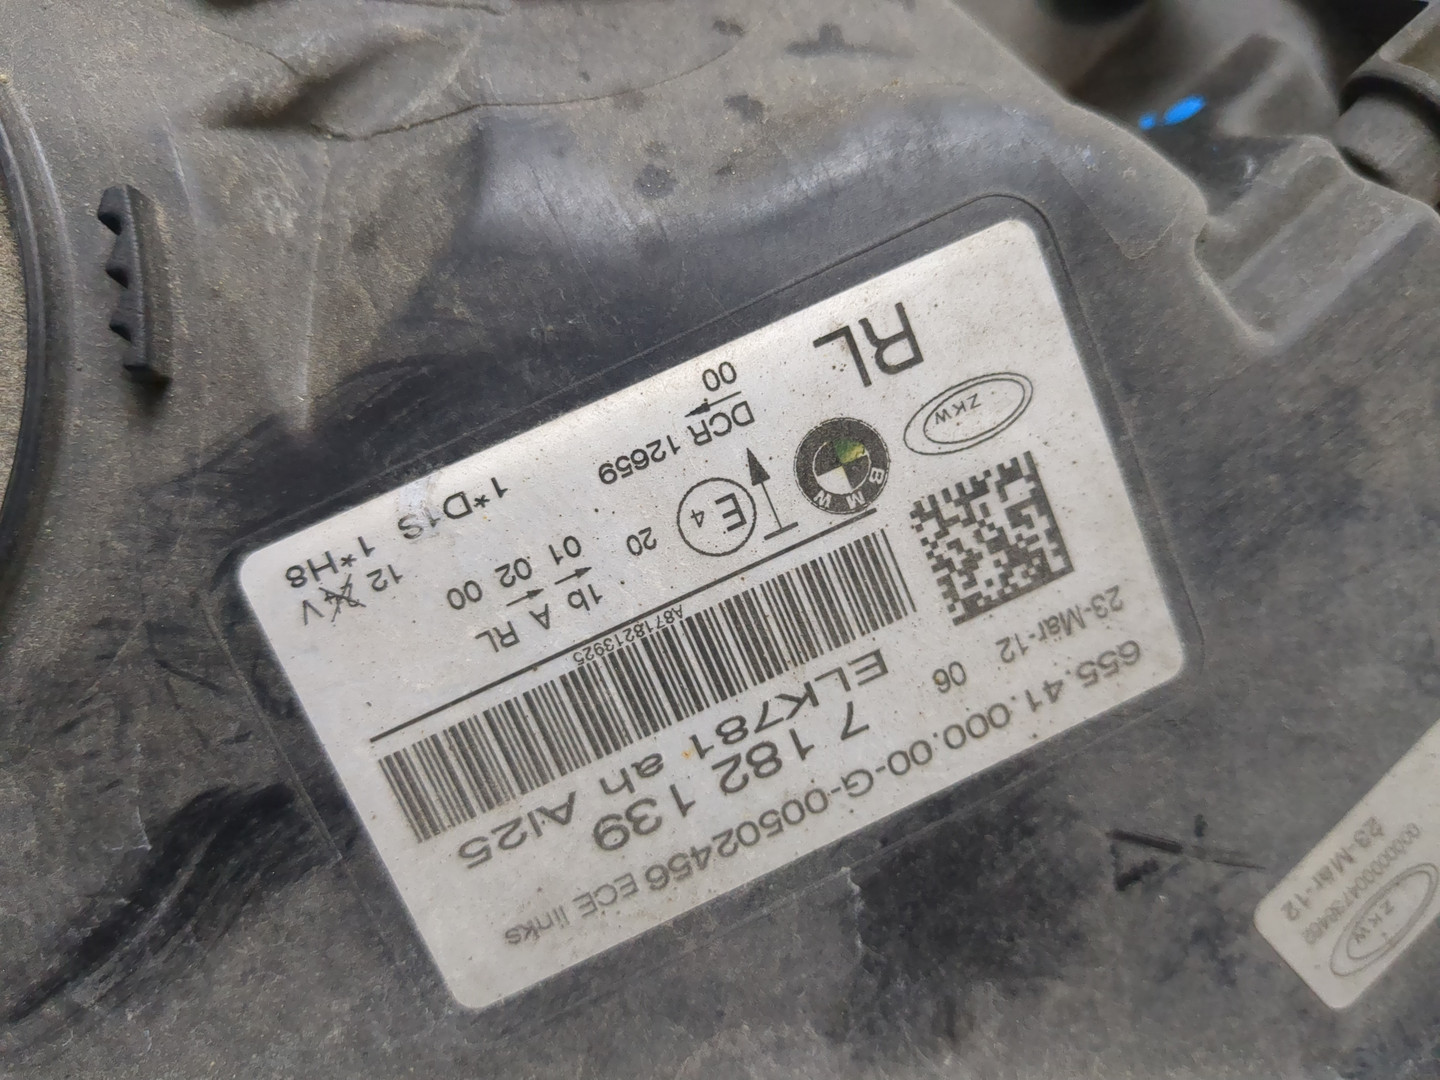 655.41.000.00-G-00502456 ECE links
23-Mar-12 06 7 182 139 AI25
ELK781 ah
A8718213925
ZKW
BMW
E4
20
1b A RL
01 02 00
12 24 V
RL
DCR 12659
00
1*D1S 1*H8
ZKW
23-Mar-12